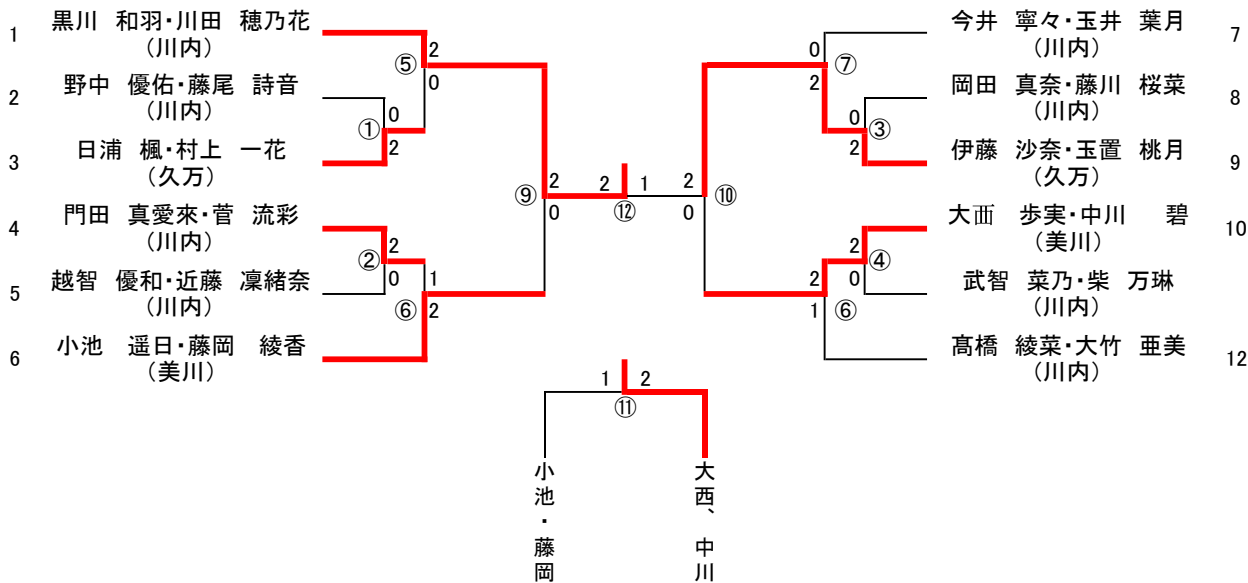 1
黒川 和羽・川田 穂乃花
(川内)
2
野中 優佑・藤尾 詩音
(川内)
3
日浦 楓・村上 一花
(久万)
4
門田 真愛來・菅 流彩
(川内)
5
越智 優和・近藤 凜緒奈
(川内)
6
小池 遥日・藤岡 綾香
(美川)
⑤
2
0
①
0
2
②
2
0
⑥
1
2
⑨
2
0
2
⑫
1
2
⑩
0
0
⑦
2
0
③
2
2
④
0
2
⑥
1
今井 寧々・玉井 葉月
(川内)
7
岡田 真奈・藤川 桜菜
(川内)
8
伊藤 沙奈・玉置 桃月
(久万)
9
大西 歩実・中川 碧
(美川)
10
武智 菜乃・柴 万琳
(川内)
髙橋 綾菜・大竹 亜美
(川内)
12
1
⑪
2
小池・藤岡
大西、中川